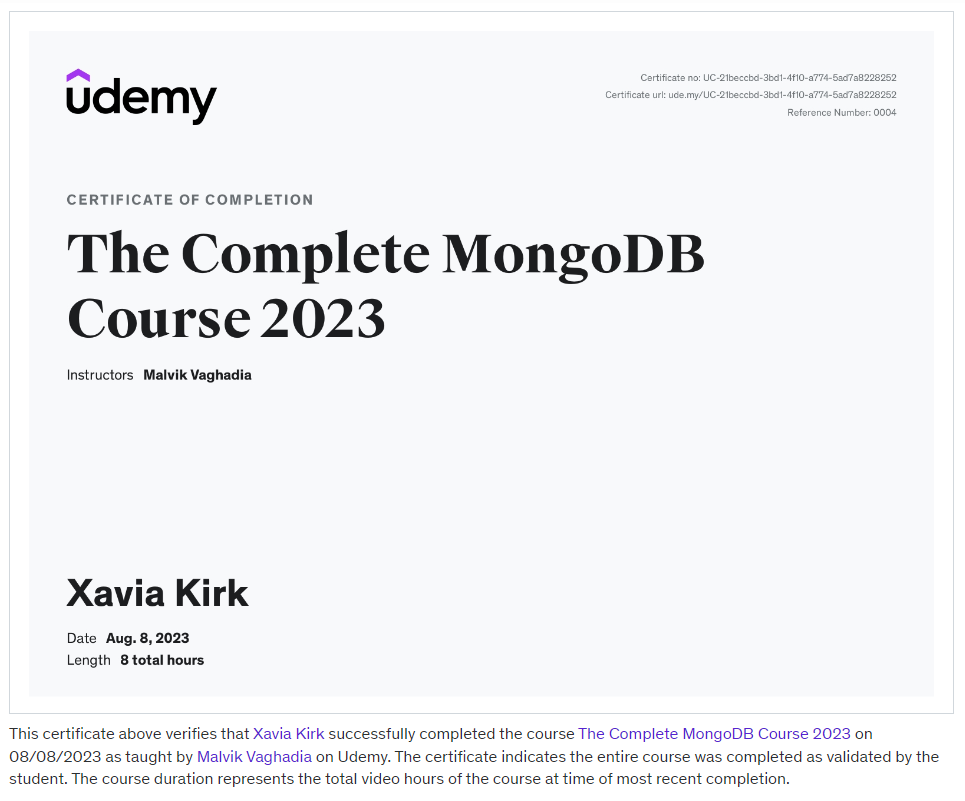 udemy
Certificate no: UC-21beccbd-3bd1-4f10-a774-5ad7a8228252
Certificate url: ude.my/UC-21beccbd-3bd1-4f10-a774-5ad7a8228252
Reference Number: 0004
CERTIFICATE OF COMPLETION
The Complete MongoDB
Course 2023
Instructors Malvik Vaghadia
Xavia Kirk
Date Aug. 8, 2023
Length 8 total hours
This certificate above verifies that Xavia Kirk successfully completed the course The Complete MongoDB Course 2023 on
08/08/2023 as taught by Malvik Vaghadia on Udemy. The certificate indicates the entire course was completed as validated by the
student. The course duration represents the total video hours of the course at time of most recent completion.